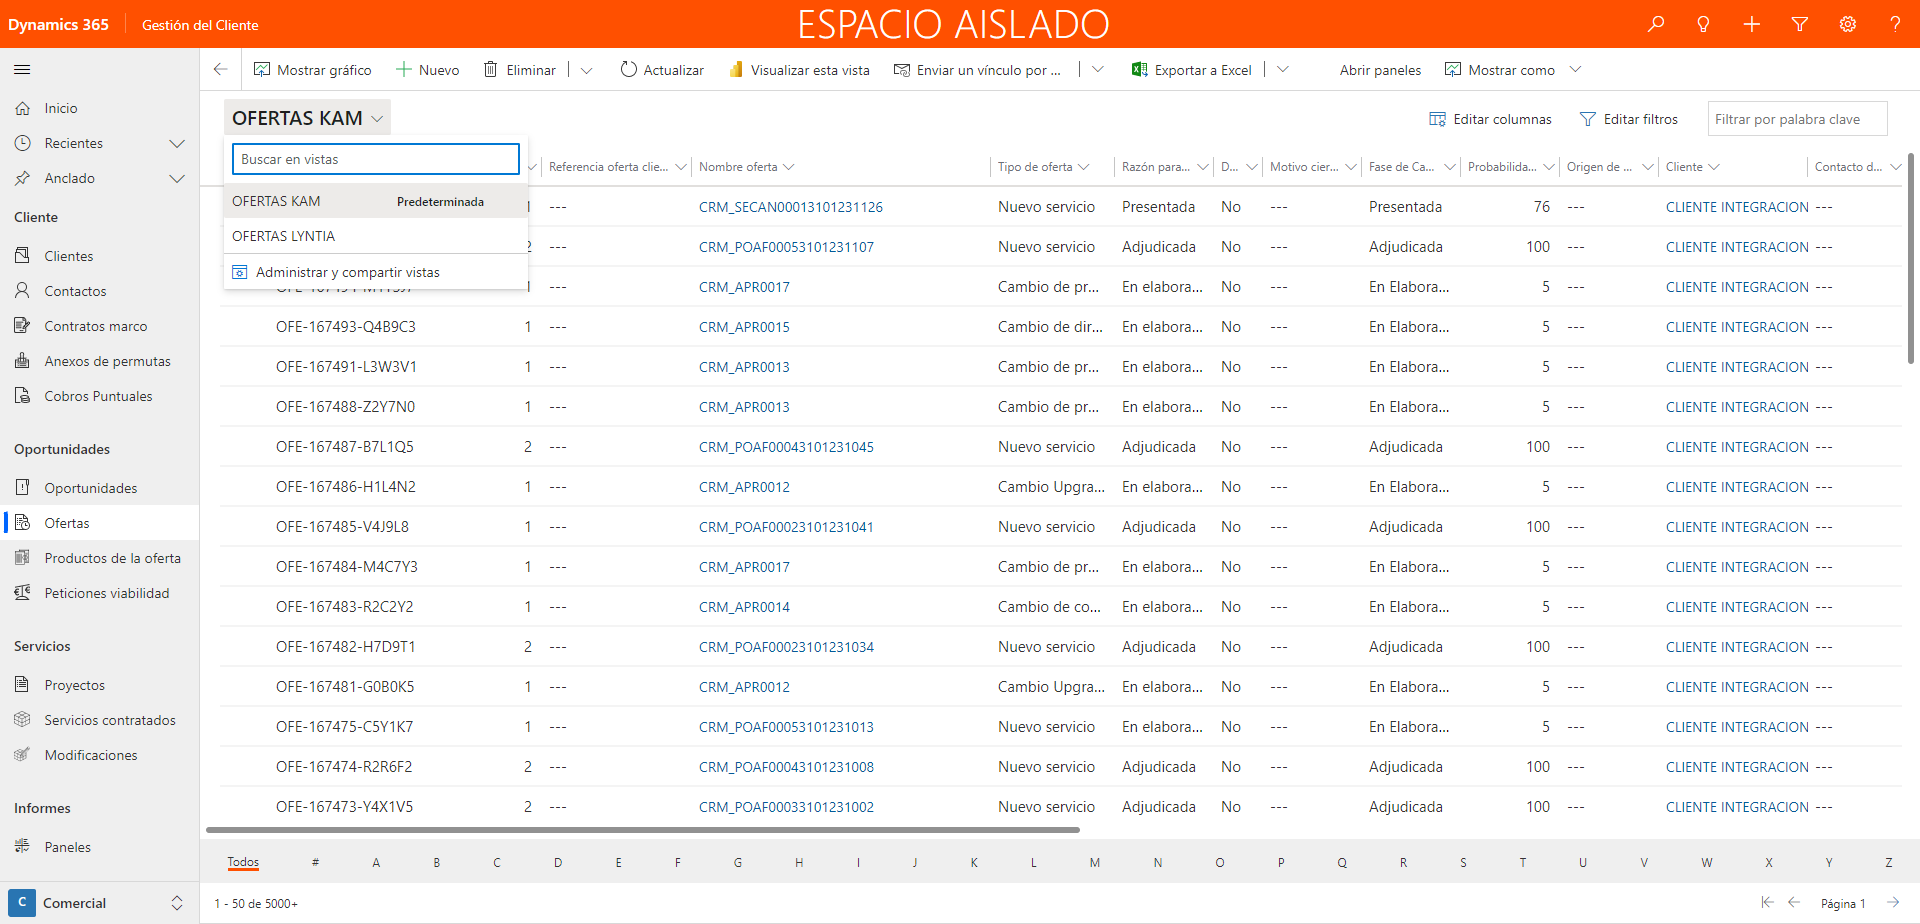 Dynamics 365 Gestión del Cliente ESPACIO AISLADO
Mostrar gráfico Nuevo Eliminar Actualizar Visualizar esta vista Enviar un vínculo por ... Exportar a Excel Abrir paneles Mostrar como
Inicio
Recientes
Anclado
Cliente
Clientes
Contactos
Contratos marco
Anexos de permutas
Cobros Puntuales
Oportunidades
Oportunidades
Ofertas
Productos de la oferta
Peticiones viabilidad
Servicios
Proyectos
Servicios contratados
Modificaciones
Informes
Paneles
C Comercial
OFERTAS KAM Editar columnas Editar filtros Filtrar por palabra clave
Buscar en vistas
OFERTAS KAM Predeterminada
OFERTAS LYNTIA
Administrar y compartir vistas
Referencia oferta clie... Nombre oferta Tipo de oferta Razón para... D... Motivo cier... Fase de Ca... Probabilida... Origen de ... Cliente Contacto d...
1 --- CRM_SECAN00013101231126 Nuevo servicio Presentada No --- Presentada 76 --- CLIENTE INTEGRACION ---
2 --- CRM_POAF00053101231107 Nuevo servicio Adjudicada No --- Adjudicada 100 --- CLIENTE INTEGRACION ---
1 --- CRM_APR0017 Cambio de pr... En elabora... No --- En Elabora... 5 --- CLIENTE INTEGRACION ---
OFE-167493-Q4B9C3 1 --- CRM_APR0015 Cambio de dir... En elabora... No --- En Elabora... 5 --- CLIENTE INTEGRACION ---
OFE-167491-L3W3V1 1 --- CRM_APR0013 Cambio de pr... En elabora... No --- En Elabora... 5 --- CLIENTE INTEGRACION ---
OFE-167488-Z2Y7N0 1 --- CRM_APR0013 Cambio de pr... En elabora... No --- En Elabora... 5 --- CLIENTE INTEGRACION ---
OFE-167487-B7L1Q5 2 --- CRM_POAF00043101231045 Nuevo servicio Adjudicada No --- Adjudicada 100 --- CLIENTE INTEGRACION ---
OFE-167486-H1L4N2 1 --- CRM_APR0012 Cambio Upgra... En elabora... No --- En Elabora... 5 --- CLIENTE INTEGRACION ---
OFE-167485-V4J9L8 1 --- CRM_POAF00023101231041 Nuevo servicio Adjudicada No --- Adjudicada 100 --- CLIENTE INTEGRACION ---
OFE-167484-M4C7Y3 1 --- CRM_APR0017 Cambio de pr... En elabora... No --- En Elabora... 5 --- CLIENTE INTEGRACION ---
OFE-167483-R2C2Y2 1 --- CRM_APR0014 Cambio de co... En elabora... No --- En Elabora... 5 --- CLIENTE INTEGRACION ---
OFE-167482-H7D9T1 2 --- CRM_POAF00023101231034 Nuevo servicio Adjudicada No --- Adjudicada 100 --- CLIENTE INTEGRACION ---
OFE-167481-G0B0K5 1 --- CRM_APR0012 Cambio Upgra... En elabora... No --- En Elabora... 5 --- CLIENTE INTEGRACION ---
OFE-167475-C5Y1K7 1 --- CRM_POAF00053101231013 Nuevo servicio En elabora... No --- En Elabora... 5 --- CLIENTE INTEGRACION ---
OFE-167474-R2R6F2 2 --- CRM_POAF00043101231008 Nuevo servicio Adjudicada No --- Adjudicada 100 --- CLIENTE INTEGRACION ---
OFE-167473-Y4X1V5 2 --- CRM_POAF00033101231002 Nuevo servicio Adjudicada No --- Adjudicada 100 --- CLIENTE INTEGRACION ---
Todos # A B C D E F G H I J K L M N O P Q R S T U V W X Y Z
1 - 50 de 5000+ Página 1